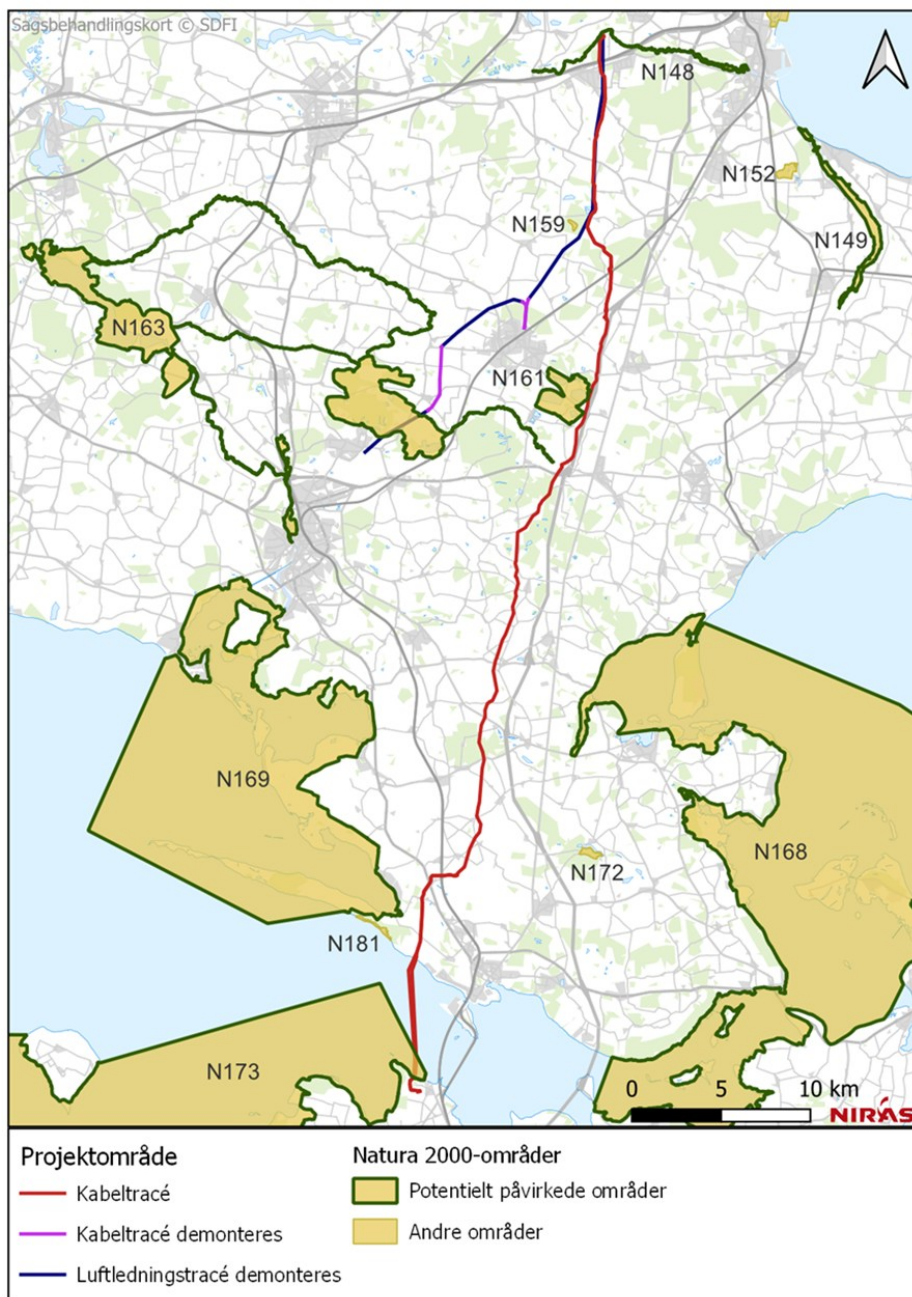 Sagsbehandlingskort © SDFI
N148
N152
N159
N149
N163
N161
N169
N168
N172
N181
N173
0 5 10 km
NIRAS
Projektområde
Kabeltracé
Kabeltracé demonteres
Luftledningstracé demonteres
Natura 2000-områder
Potentielt påvirkede områder
Andre områder